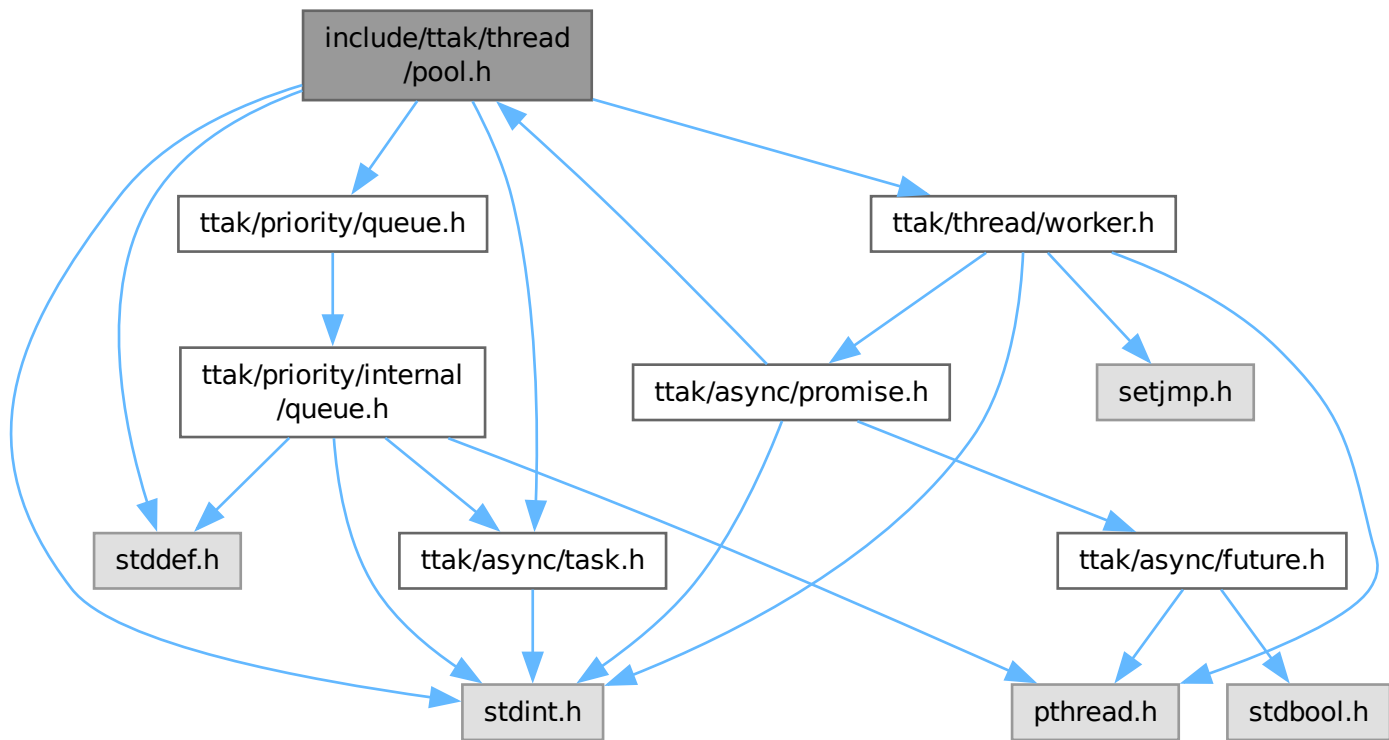 include/ttak/thread
/pool.h
ttak/priority/queue.h
ttak/thread/worker.h
ttak/priority/internal
/queue.h
ttak/async/promise.h
setjmp.h
stddef.h
ttak/async/task.h
ttak/async/future.h
stdint.h
pthread.h
stdbool.h